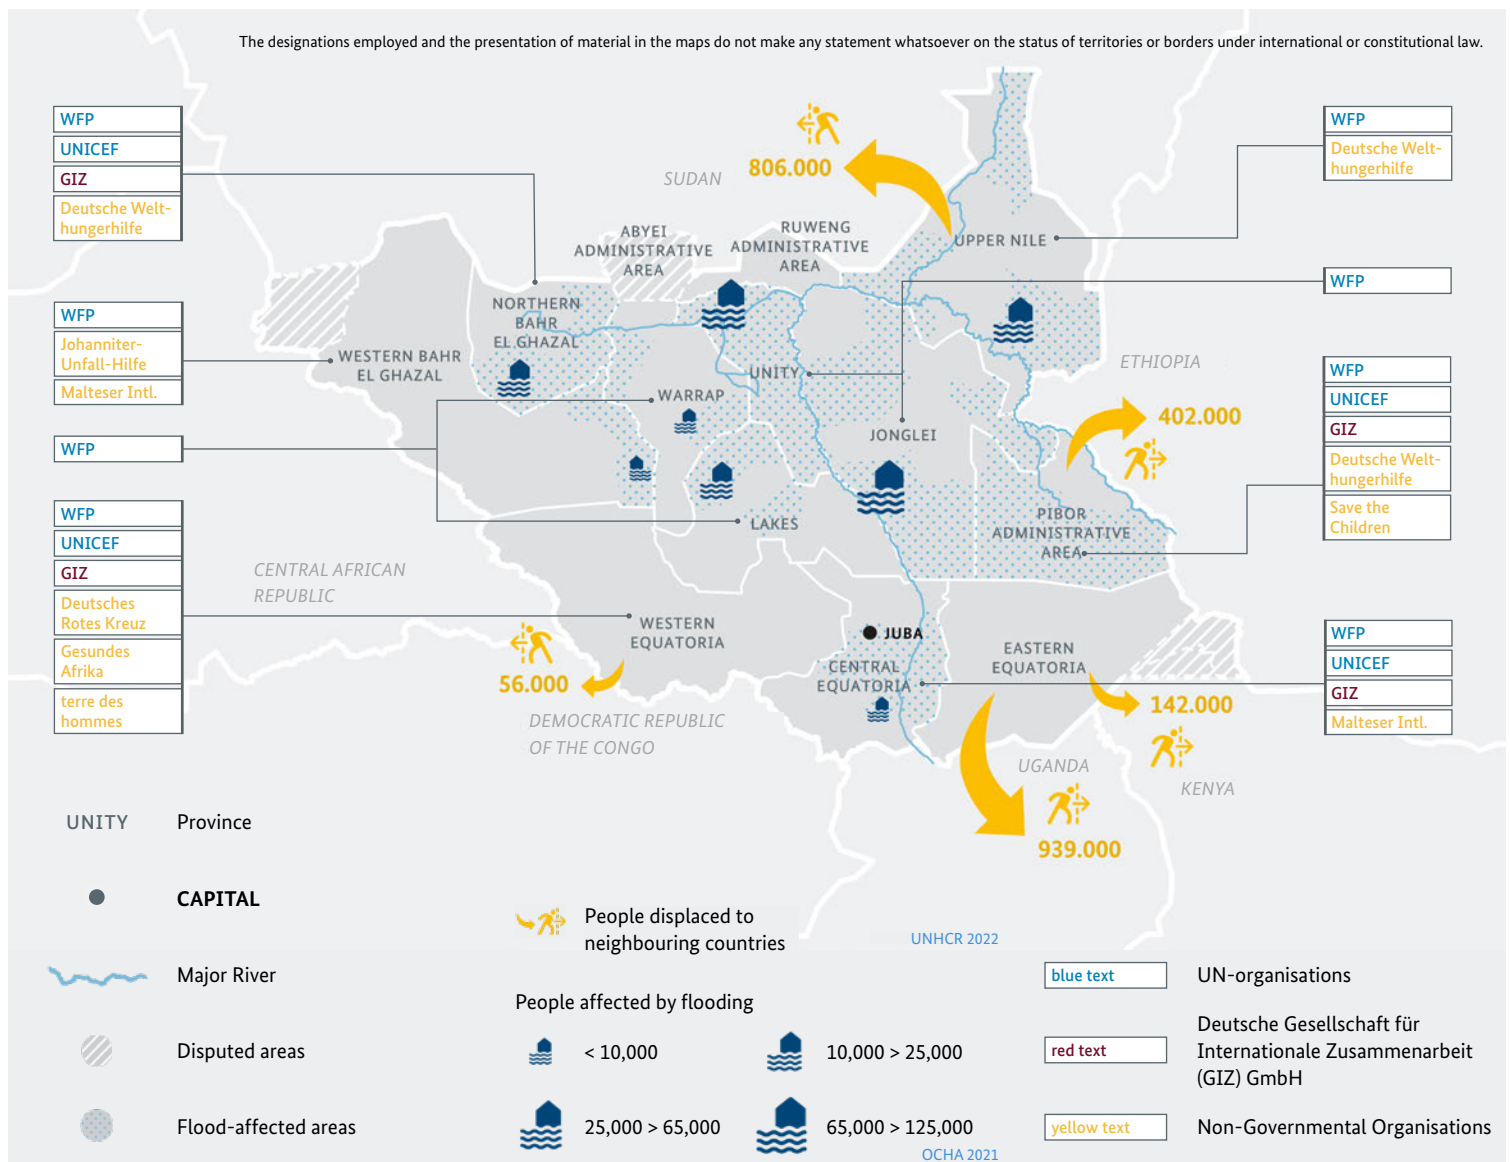 The designations employed and the presentation of material in the maps do not make any statement whatsoever on the status of territories or borders under international or constitutional law.
WFP
UNICEF
GIZ
Deutsche Welt-
hungerhilfe
WFP
Johanniter-
Unfall-Hilfe
Malteser Intl.
WFP
WFP
UNICEF
GIZ
Deutsches
Rotes Kreuz
Gesundes
Afrika
terre des
hommes
806.000
SUDAN
ABYEI
ADMINISTRATIVE
AREA
RUWENG
ADMINISTRATIVE
AREA
UPPER NILE
NORTHERN
BAHR
EL GHAZAL
WESTERN BAHR
EL GHAZAL
UNITY
WARRAP
JONGLEI
ETHIOPIA
402.000
LAKES
PIBOR
ADMINISTRATIVE
AREA
CENTRAL AFRICAN
REPUBLIC
WESTERN
EQUATORIA
JUBA
EASTERN
EQUATORIA
CENTRAL
EQUATORIA
56.000
DEMOCRATIC REPUBLIC
OF THE CONGO
142.000
UGANDA
KENYA
939.000
WFP
Deutsche Welt-
hungerhilfe
WFP
WFP
UNICEF
GIZ
Deutsche Welt-
hungerhilfe
Save the
Children
WFP
UNICEF
GIZ
Malteser Intl.
UNITY
Province
CAPITAL
Major River
Disputed areas
Flood-affected areas
People displaced to
neighbouring countries
UNHCR 2022
People affected by flooding
< 10,000
10,000 > 25,000
25,000 > 65,000
65,000 > 125,000
OCHA 2021
blue text
UN-organisations
red text
Deutsche Gesellschaft für
Internationale Zusammenarbeit
(GIZ) GmbH
yellow text
Non-Governmental Organisations